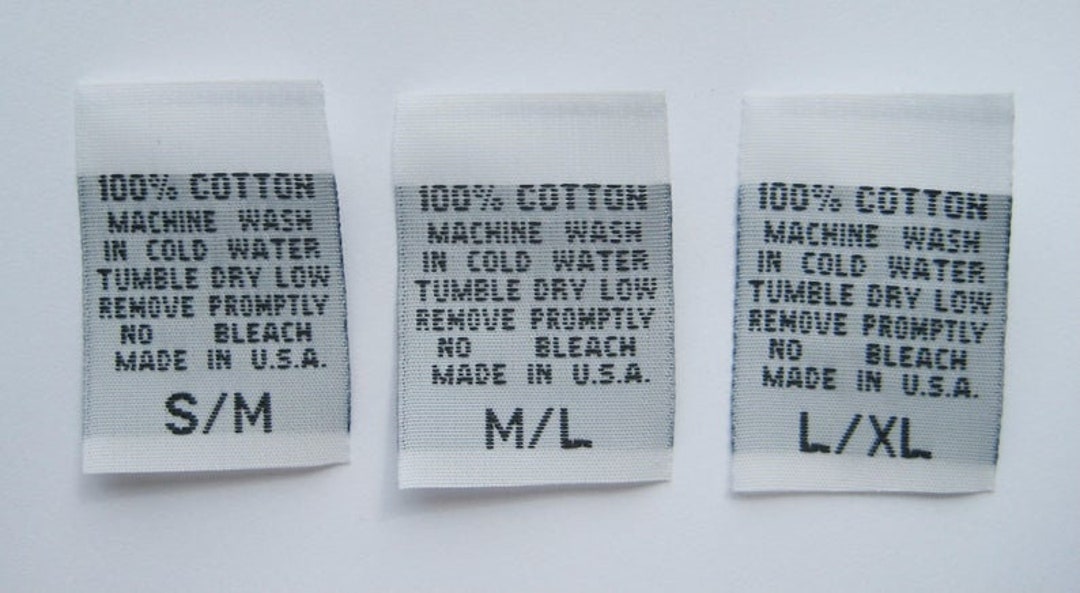 100% COTTON
MACHINE WASH
IN COLD WATER
TUMBLE DRY LOW
REMOVE PROMPTLY
NO BLEACH
MADE IN U.S.A.
S/M
100% COTTON
MACHINE WASH
IN COLD WATER
TUMBLE DRY LOW
REMOVE PROMPTLY
NO BLEACH
MADE IN U.S.A.
M/L
100% COTTON
MACHINE WASH
IN COLD WATER
TUMBLE DRY LOW
REMOVE PROMPTLY
NO BLEACH
MADE IN U.S.A.
L/XL